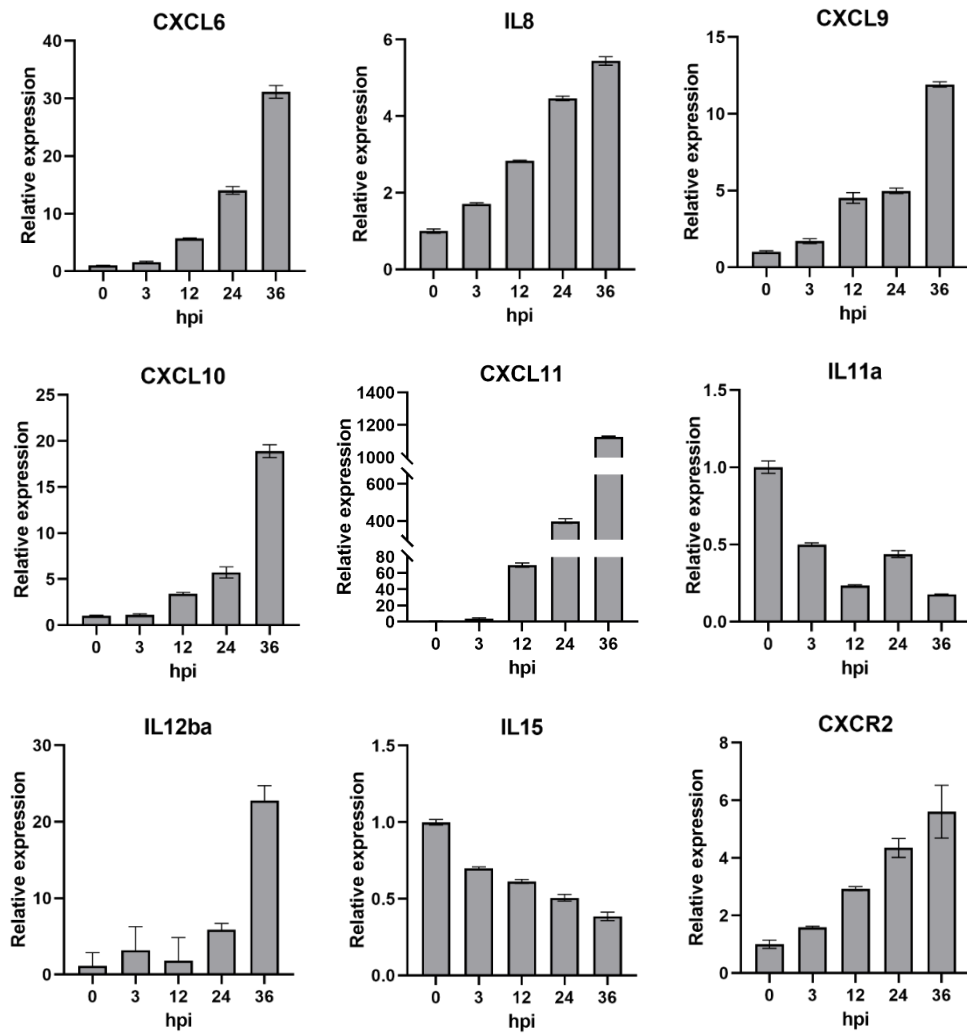 CXCL6
Relative expression
40
30
20
10
0
0 3 12 24 36
hpi
IL8
Relative expression
6
4
2
0
0 3 12 24 36
hpi
CXCL9
Relative expression
15
10
5
0
0 3 12 24 36
hpi
CXCL10
Relative expression
25
20
15
10
5
0
0 3 12 24 36
hpi
CXCL11
Relative expression
1400
1200
1000
600
400
80
60
40
20
0
0 3 12 24 36
hpi
IL11a
Relative expression
1.5
1.0
0.5
0.0
0 3 12 24 36
hpi
IL12ba
Relative expression
30
20
10
0
0 3 12 24 36
hpi
IL15
Relative expression
1.5
1.0
0.5
0.0
0 3 12 24 36
hpi
CXCR2
Relative expression
8
6
4
2
0
0 3 12 24 36
hpi